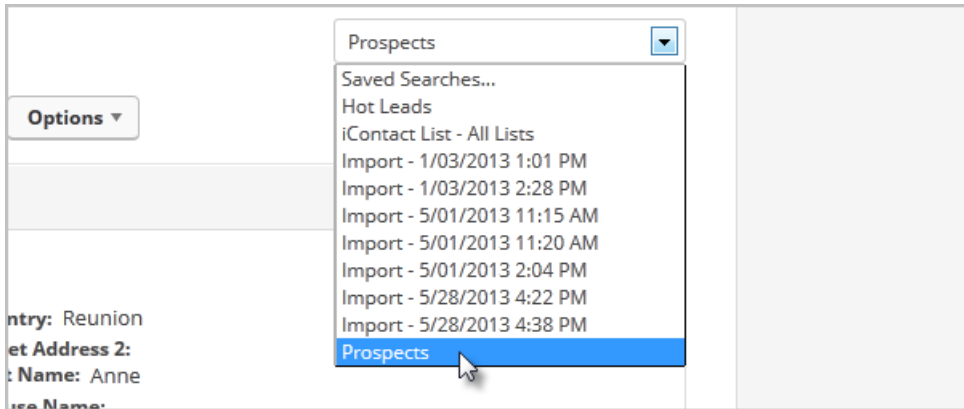 Prospects
Saved Searches...
Hot Leads
Options
iContact List - All Lists
Import - 1/03/2013 1:01 PM
Import - 1/03/2013 2:28 PM
Import - 5/01/2013 11:15 AM
Import - 5/01/2013 11:20 AM
Import - 5/01/2013 2:04 PM
Import - 5/28/2013 4:22 PM
Import - 5/28/2013 4:38 PM
Prospects
ntry: Reunion
et Address 2:
t Name: Anne
use Name: